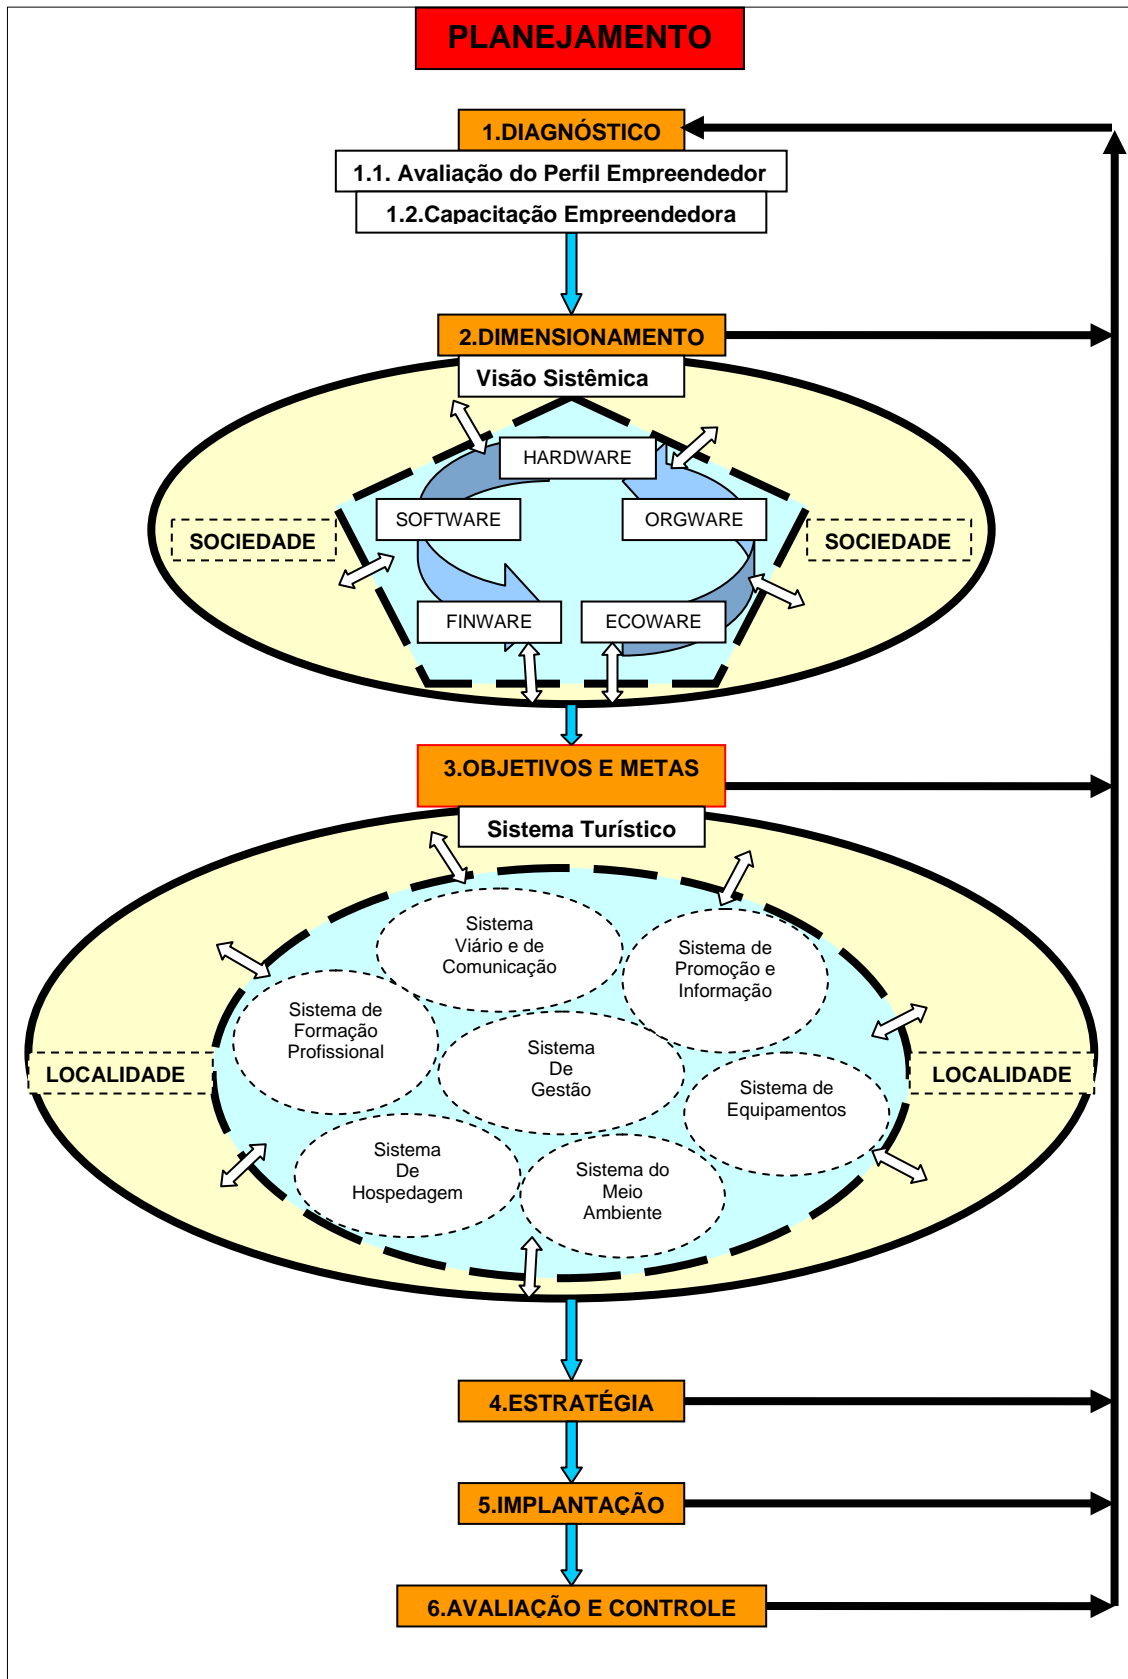 PLANEJAMENTO
1.DIAGNÓSTICO
1.1. Avaliação do Perfil Empreendedor
1.2.Capacitação Empreendedora
2.DIMENSIONAMENTO
Visão Sistêmica
HARDWARE
SOFTWARE
ORGWARE
SOCIEDADE
SOCIEDADE
FINWARE
ECOWARE
3.OBJETIVOS E METAS
Sistema Turístico
Sistema
Viário e de
Comunicação
Sistema de
Promoção e
Informação
Sistema de
Formação
Profissional
Sistema
De
Gestão
LOCALIDADE
LOCALIDADE
Sistema de
Equipamentos
Sistema
De
Hospedagem
Sistema do
Meio
Ambiente
4.ESTRATÉGIA
5.IMPLANTAÇÃO
6.AVALIAÇÃO E CONTROLE